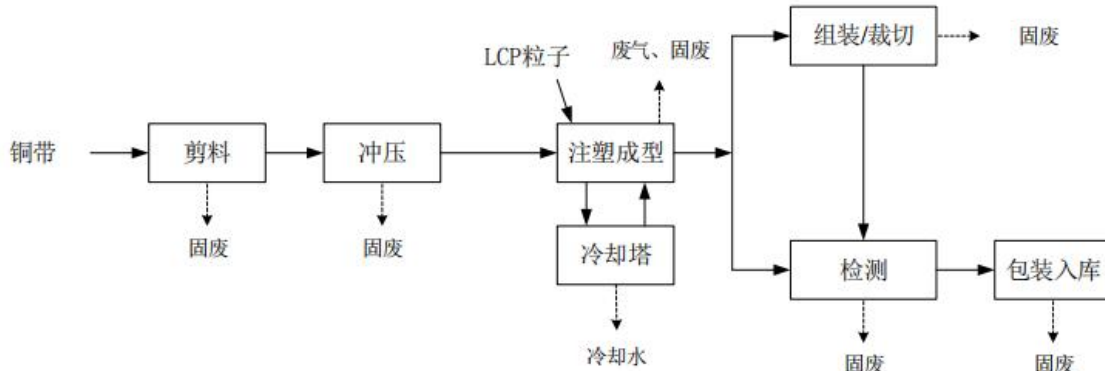 组装/裁切
固废
LCP粒子
废气、固废
铜带
剪料
冲压
注塑成型
固废
固废
冷却塔
检测
包装入库
冷却水
固废
固废